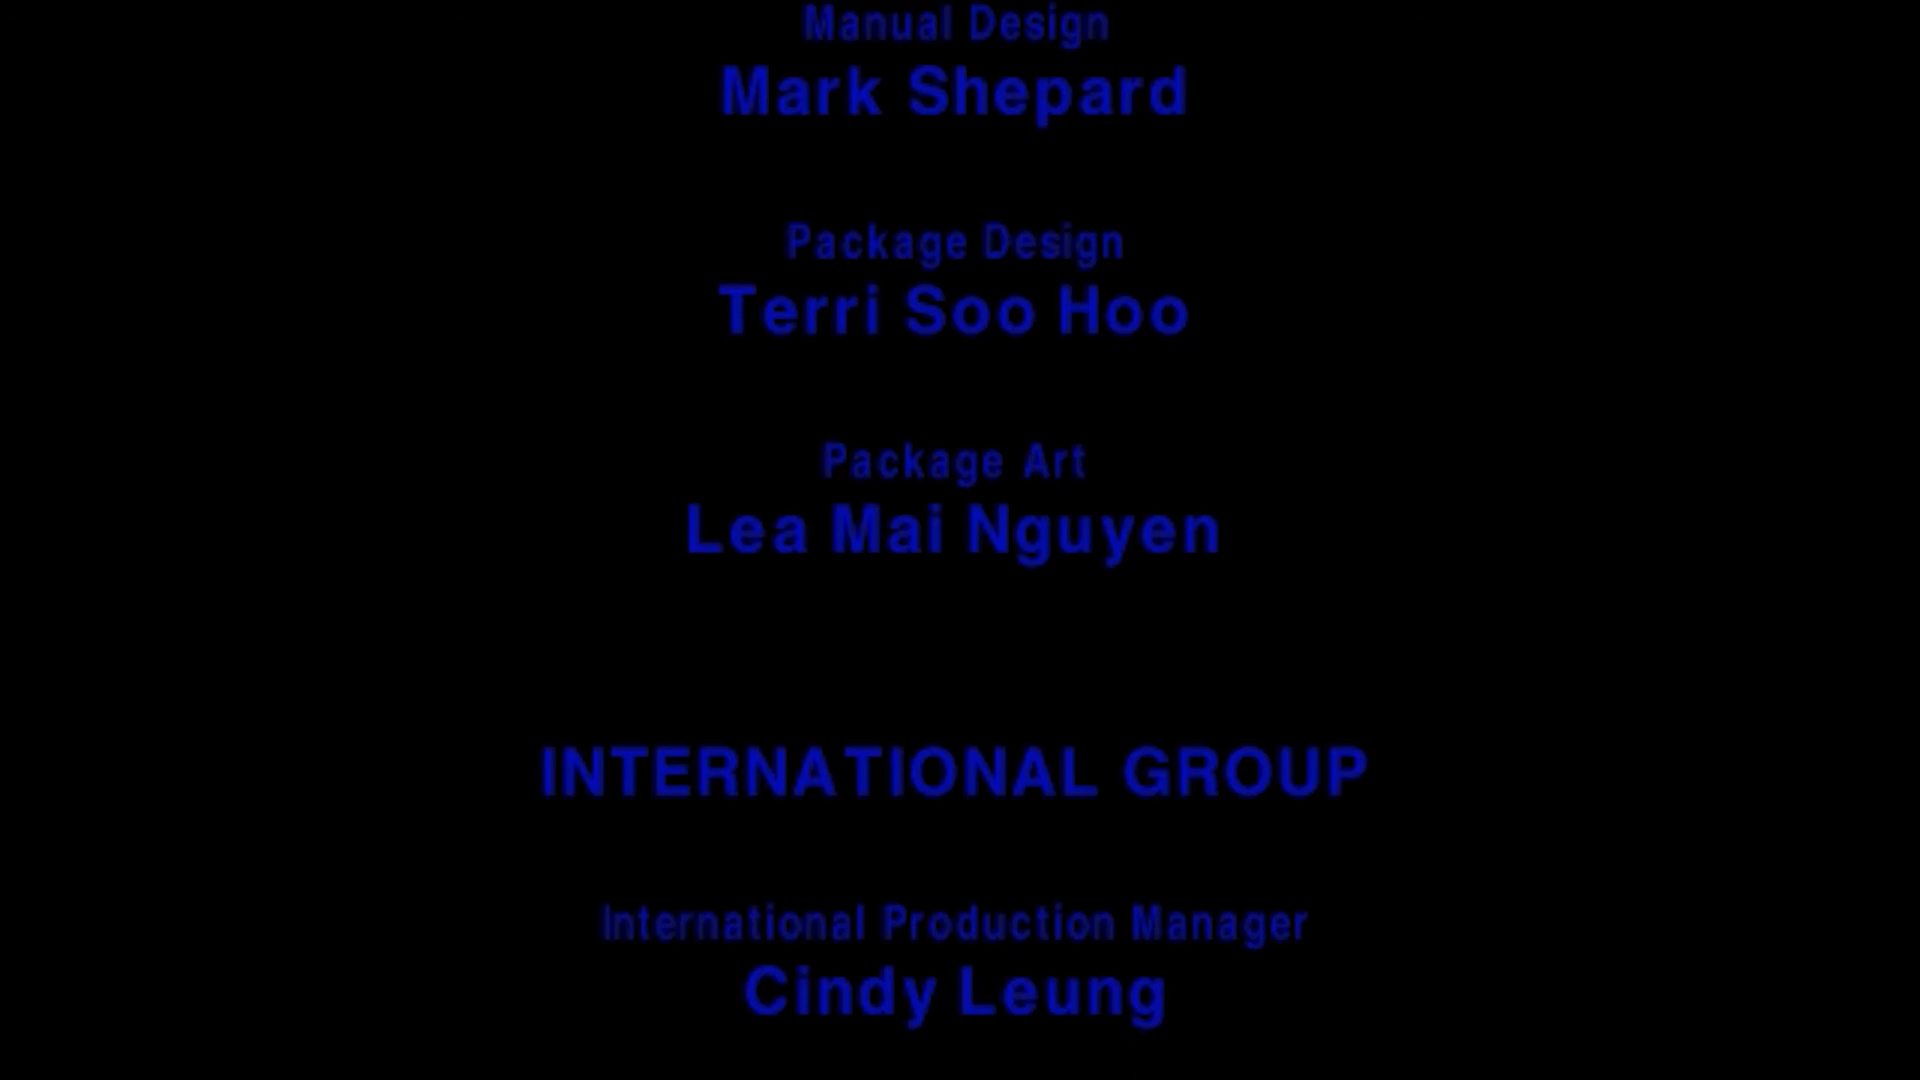 Manual Design
Mark Shepard
Package Design
Terri Soo Hoo
Package Art
Lea Mai Nguyen
INTERNATIONAL GROUP
International Production Manager
Cindy Leung